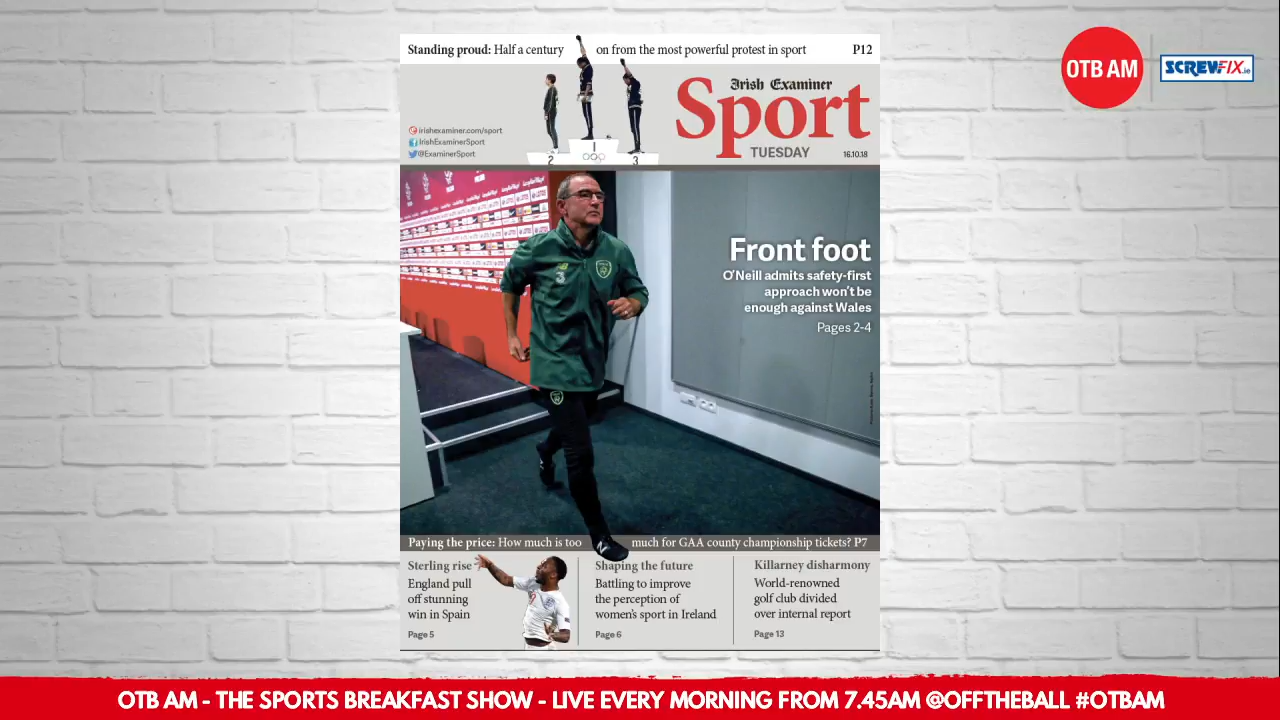 Standing proud: Half a century on from the most powerful protest in sport P12
OTB AM
SCREWFIX.ie
Irish Examiner
Sport
TUESDAY
16.10.18
irishexaminer.com/sport
IrishExaminerSport
@ExaminerSport
1
2
3
Front foot
O'Neill admits safety-first
approach won't be
enough against Wales
Pages 2-4
3
Paying the price: How much is too much for GAA county championship tickets? P7
Sterling rise
England pull
off stunning
win in Spain
Page 5
Shaping the future
Battling to improve
the perception of
women's sport in Ireland
Page 6
Killarney disharmony
World-renowned
golf club divided
over internal report
Page 13
OTB AM - THE SPORTS BREAKFAST SHOW - LIVE EVERY MORNING FROM 7.45AM @OFFTHEBALL #OTBAM